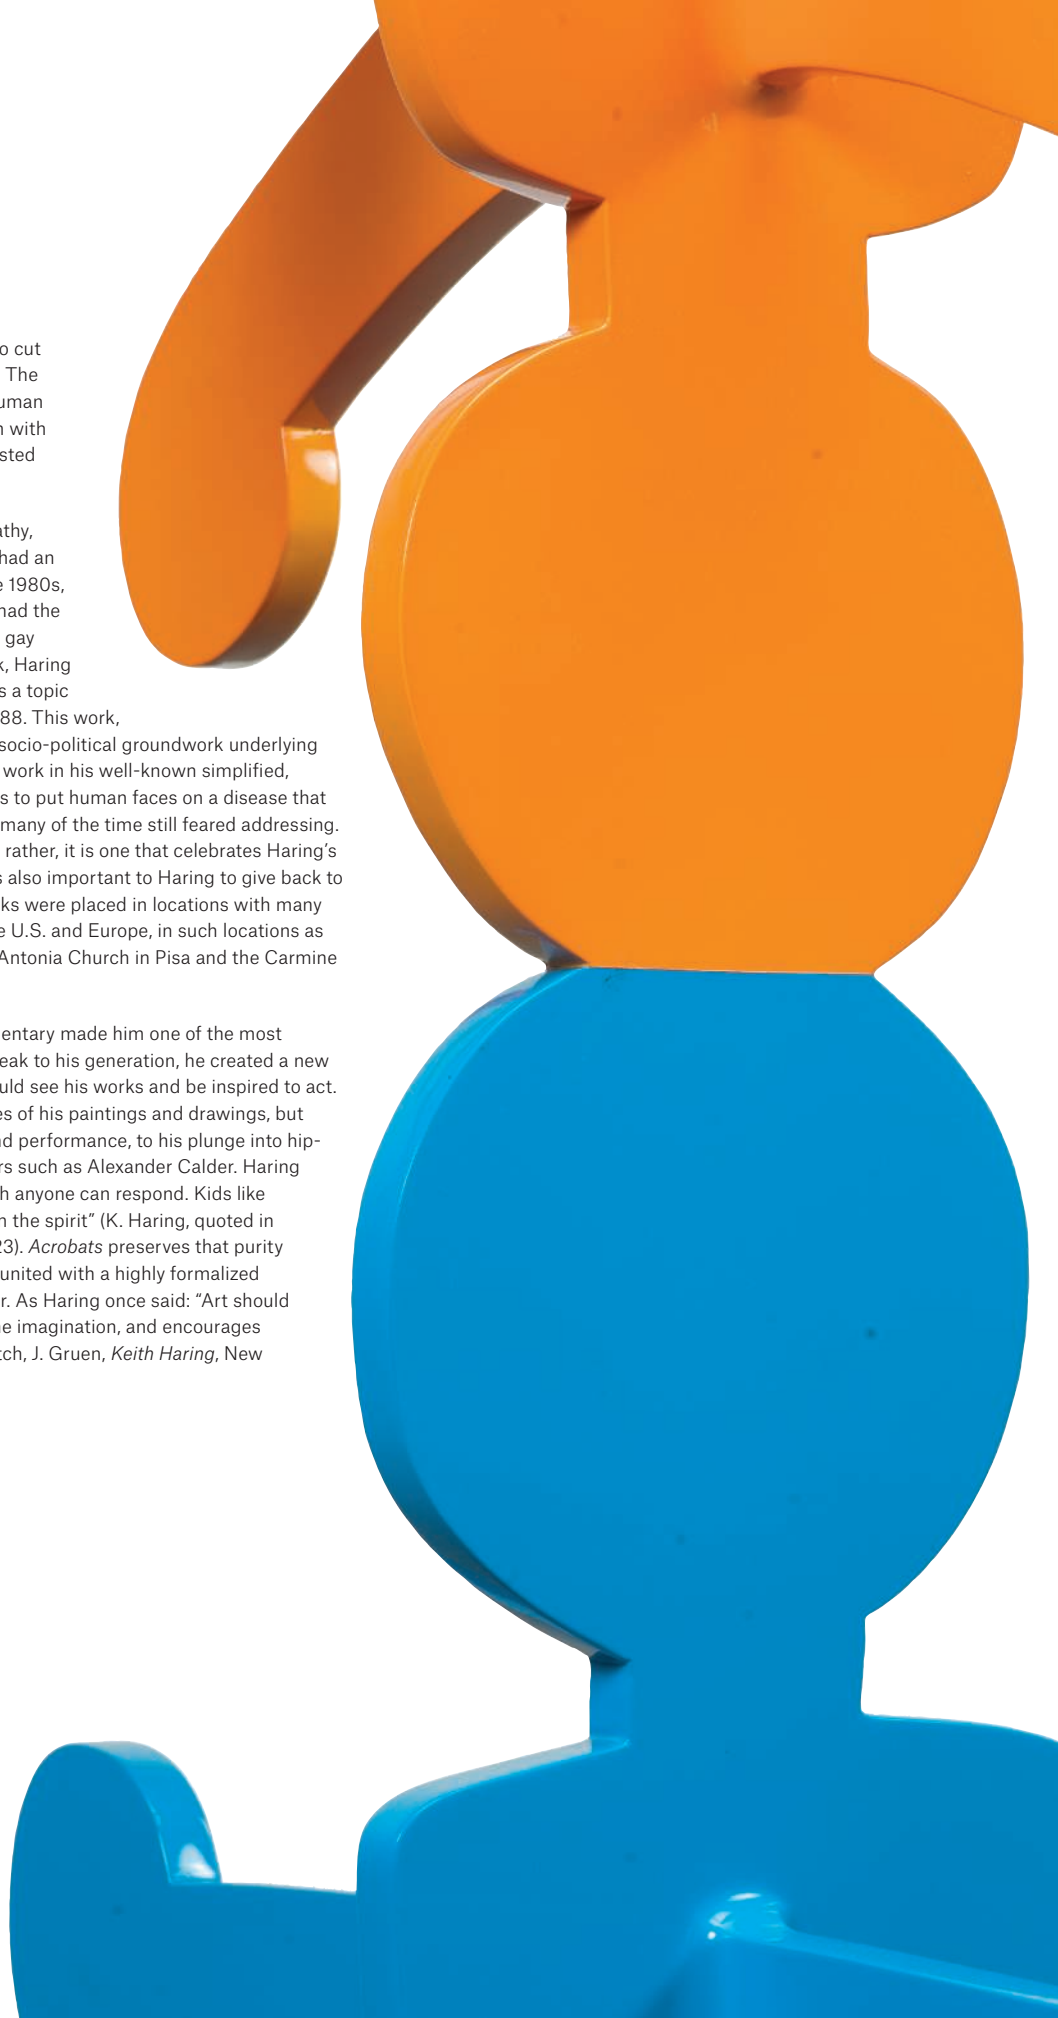 o cut
The
uman
with
sted
athy,
had an
e 1980s,
had the
gay
k, Haring
s a topic
88. This work,
socio-political groundwork underlying
work in his well-known simplified,
s to put human faces on a disease that
many of the time still feared addressing.
rather, it is one that celebrates Haring’s
s also important to Haring to give back to
ks were placed in locations with many
e U.S. and Europe, in such locations as
Antonia Church in Pisa and the Carmine
entary made him one of the most
eak to his generation, he created a new
uld see his works and be inspired to act.
es of his paintings and drawings, but
nd performance, to his plunge into hip-
rs such as Alexander Calder. Haring
h anyone can respond. Kids like
n the spirit” (K. Haring, quoted in
23). Acrobats preserves that purity
united with a highly formalized
r. As Haring once said: “Art should
he imagination, and encourages
tch, J. Gruen, Keith Haring, New